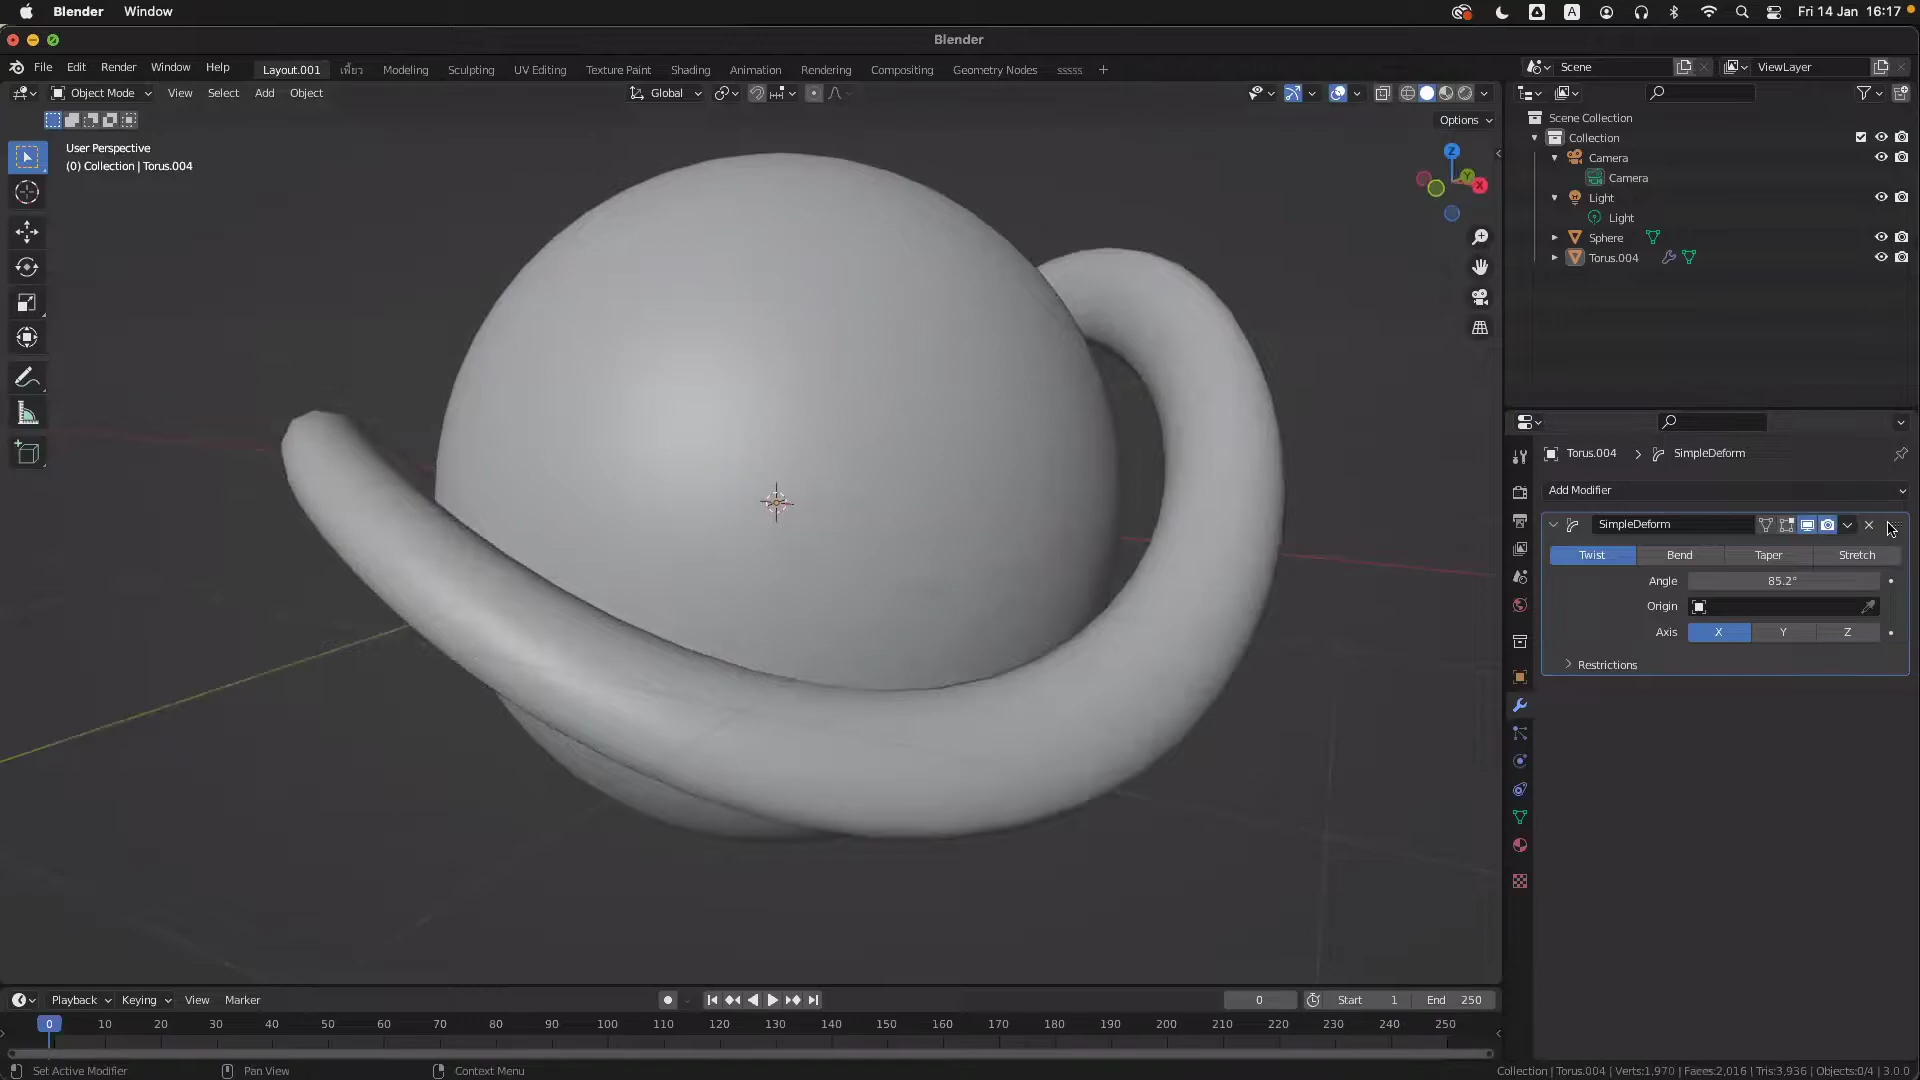 Blender Window
A
Fri 14 Jan 16:17
Blender
File Edit Render Window Help
Layout.001 เพี้ยว Modeling Sculpting UV Editing Texture Paint Shading Animation Rendering Compositing Geometry Nodes sssss +
Scene
ViewLayer
Object Mode View Select Add Object
Global
Options
User Perspective
(0) Collection | Torus.004
Z
Y
X
Scene Collection
Collection
Camera
Camera
Light
Light
Sphere
Torus.004
Torus.004 SimpleDeform
Add Modifier
SimpleDeform
Twist Bend Taper Stretch
Angle 85.2°
Origin
Axis X Y Z
Restrictions
Playback Keying View Marker
0
Start 1 End 250
0 10 20 30 40 50 60 70 80 90 100 110 120 130 140 150 160 170 180 190 200 210 220 230 240 250
Set Active Modifier Pan View Context Menu
Collection | Torus.004 | Verts:1,970 | Faces:2,016 | Tris:3,936 | Objects:0/4 | 3.0.0